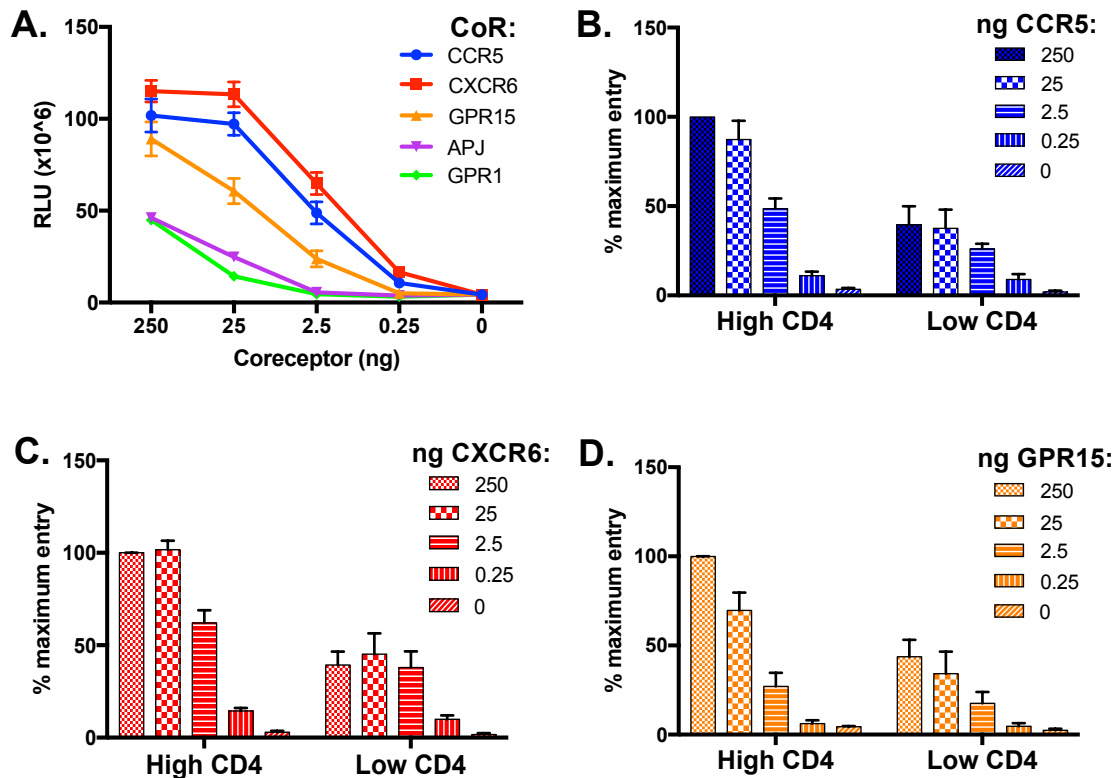 A.
CoR:
CCR5
CXCR6
GPR15
APJ
GPR1
RLU (x10^6)
150
100
50
0
250 25 2.5 0.25 0
Coreceptor (ng)
B.
ng CCR5:
250
25
2.5
0.25
0
% maximum entry
150
100
50
0
High CD4 Low CD4
C.
ng CXCR6:
250
25
2.5
0.25
0
% maximum entry
150
100
50
0
High CD4 Low CD4
D.
ng GPR15:
250
25
2.5
0.25
0
% maximum entry
150
100
50
0
High CD4 Low CD4